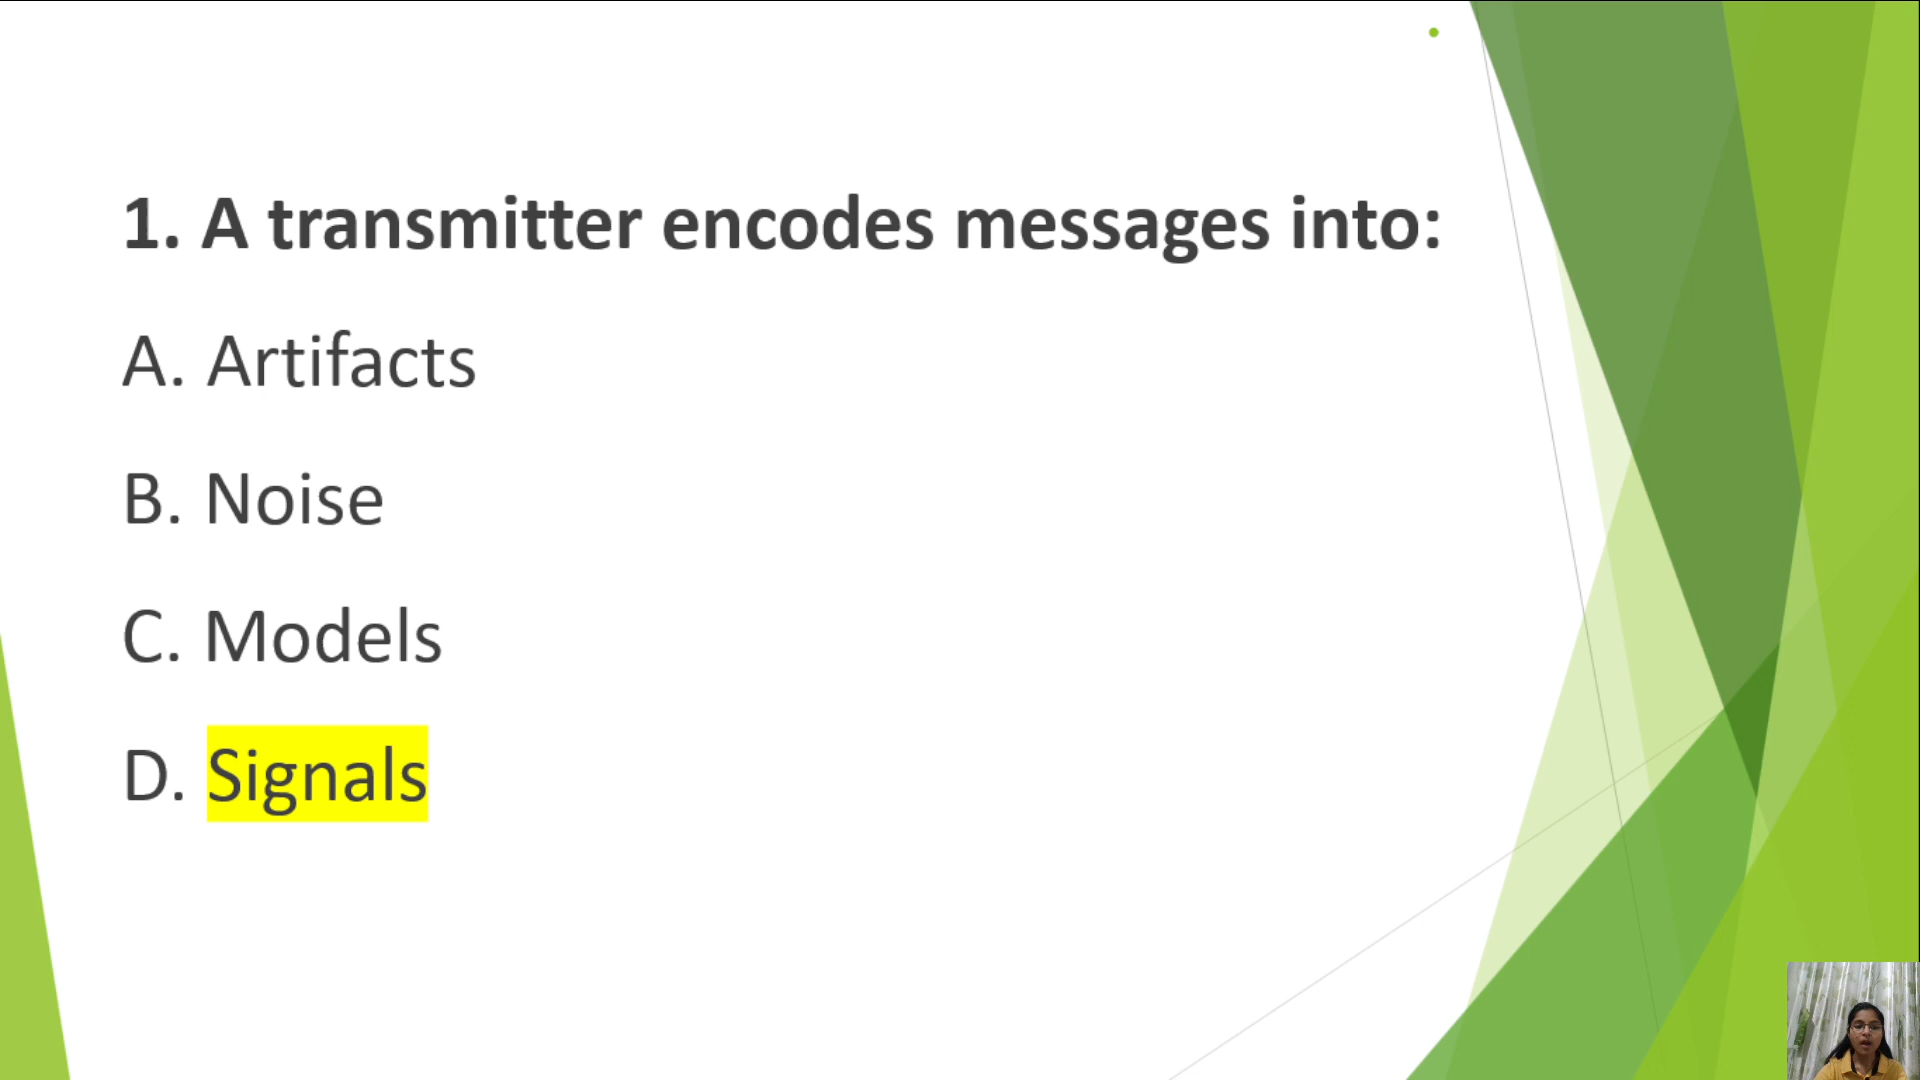 1. A transmitter encodes messages into:
A. Artifacts
B. Noise
C. Models
D. Signals